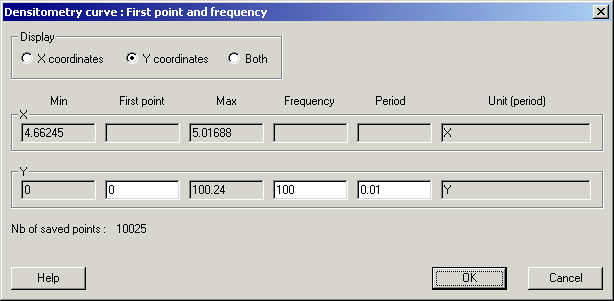 Densitometry curve : First point and frequency
Display
X coordinates Y coordinates Both
Min First point Max Frequency Period Unit (period)
X
4.66245 5.01688 X
Y
0 0 100.24 100 0.01 Y
Nb of saved points : 10025
Help OK Cancel